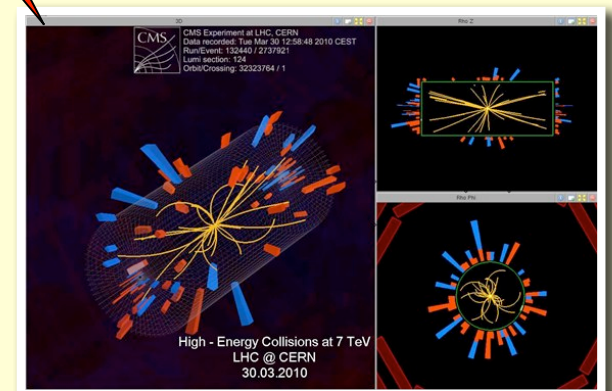 3D
CMS
CMS Experiment at LHC, CERN
Data recorded: Tue Mar 30 12:58:48 2010 CEST
Run/Event: 132440 / 2737921
Lumi section: 124
Orbit/Crossing: 32323764 / 1
High - Energy Collisions at 7 TeV
LHC @ CERN
30.03.2010
Rho Z
Rho Phi